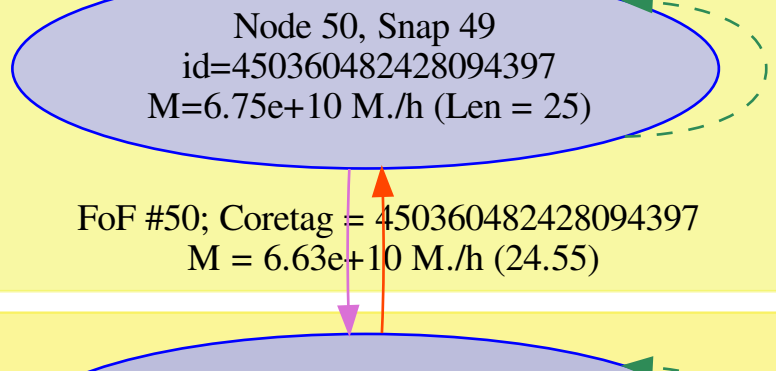 Node 50, Snap 49
id=450360482428094397
M=6.75e+10 M./h (Len = 25)
FoF #50; Coretag = 450360482428094397
M = 6.63e+10 M./h (24.55)